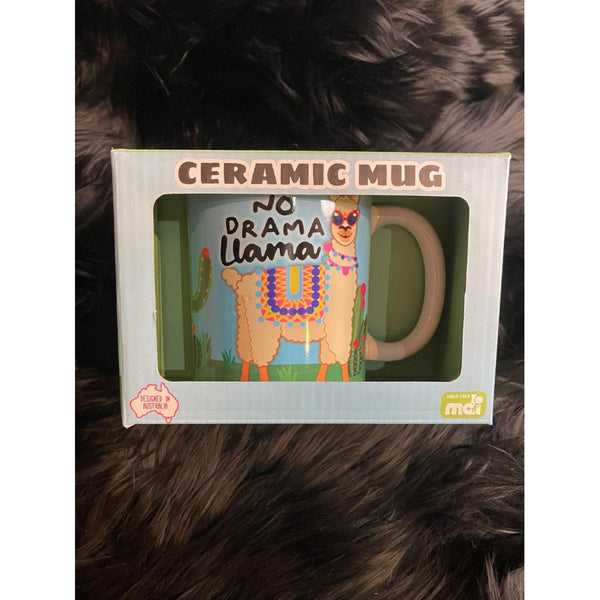 CERAMIC MUG
NO
DRAMA
llama
DESIGNED IN
AUSTRALIA
SINCE 1969
mdi